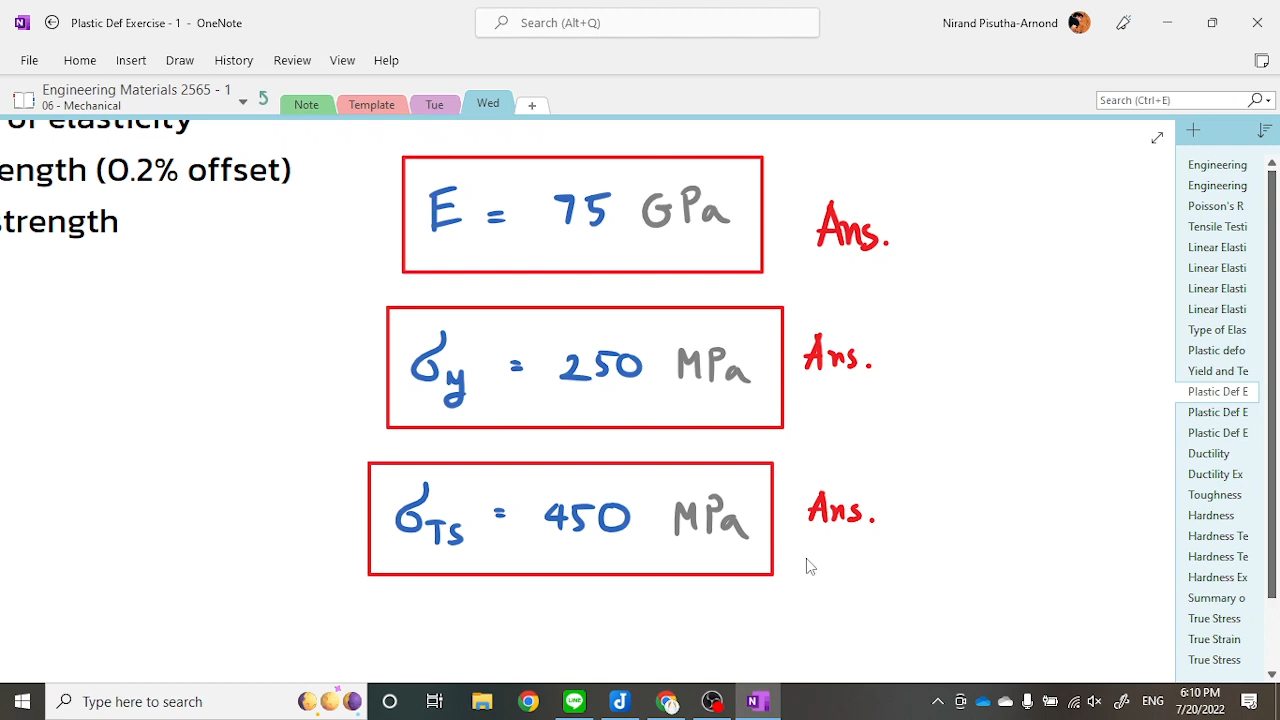 Plastic Def Exercise - 1 - OneNote
Search (Alt+Q)
Nirand Pisutha-Arnond
File Home Insert Draw History Review View Help
Engineering Materials 2565 - 1
06 - Mechanical
Note Template Tue Wed +
Search (Ctrl+E)
of elasticity
ength (0.2% offset)
strength
E = 75 GPa Ans.
σy = 250 MPa Ans.
σTS = 450 MPa Ans.
Engineering
Engineering
Poisson's R
Tensile Testi
Linear Elasti
Linear Elasti
Linear Elasti
Linear Elasti
Type of Elas
Plastic defo
Yield and Te
Plastic Def E
Plastic Def E
Plastic Def E
Ductility
Ductility Ex
Toughness
Hardness
Hardness Te
Hardness Te
Hardness Ex
Summary o
True Stress
True Strain
True Stress
Type here to search
LINE
ENG
6:10 PM
7/20/2022